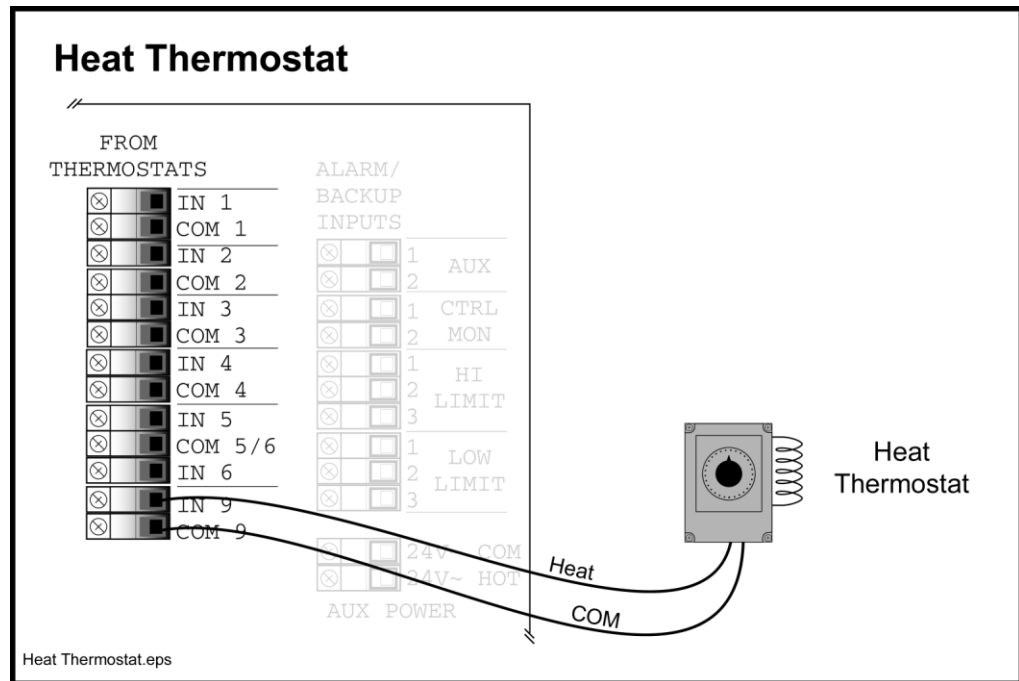 Heat Thermostat
FROM
THERMOSTATS
IN 1
COM 1
IN 2
COM 2
IN 3
COM 3
IN 4
COM 4
IN 5
COM 5/6
IN 6
IN 9
COM 9
ALARM/
BACKUP
INPUTS
1
AUX
2
1
CTRL
2
MON
1
HI
2
LIMIT
3
1
LOW
2
LIMIT
3
24V~ COM
24V~ HOT
AUX POWER
Heat
COM
Heat
Thermostat
Heat Thermostat.eps